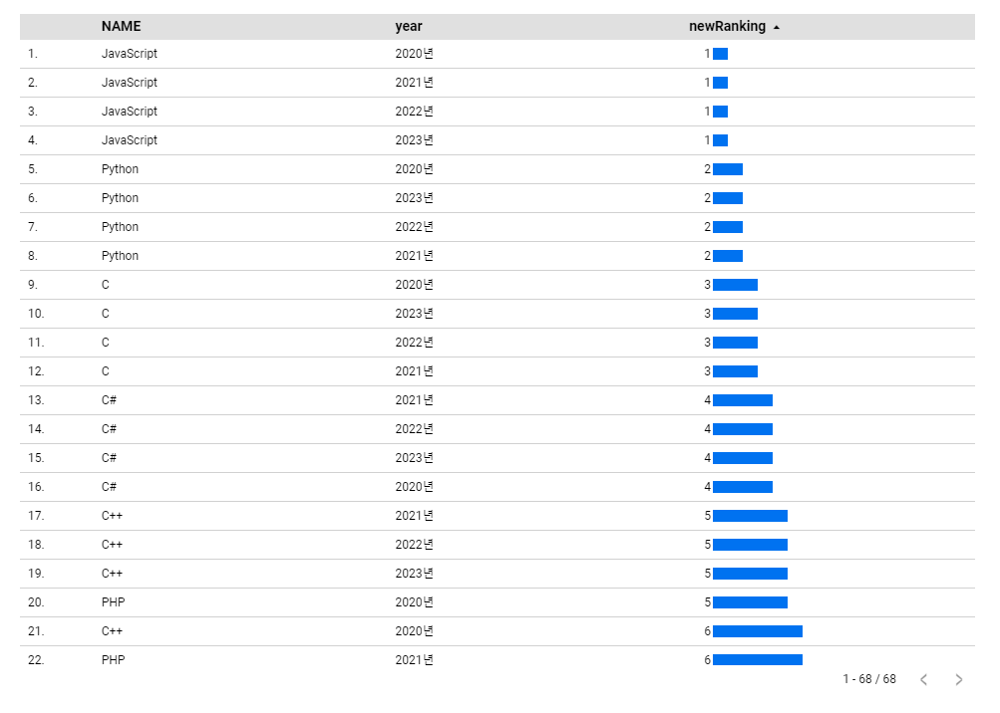 NAME year newRanking
1. JavaScript 2020년 1
2. JavaScript 2021년 1
3. JavaScript 2022년 1
4. JavaScript 2023년 1
5. Python 2020년 2
6. Python 2023년 2
7. Python 2022년 2
8. Python 2021년 2
9. C 2020년 3
10. C 2023년 3
11. C 2022년 3
12. C 2021년 3
13. C# 2021년 4
14. C# 2022년 4
15. C# 2023년 4
16. C# 2020년 4
17. C++ 2021년 5
18. C++ 2022년 5
19. C++ 2023년 5
20. PHP 2020년 5
21. C++ 2020년 6
22. PHP 2021년 6
1 - 68 / 68